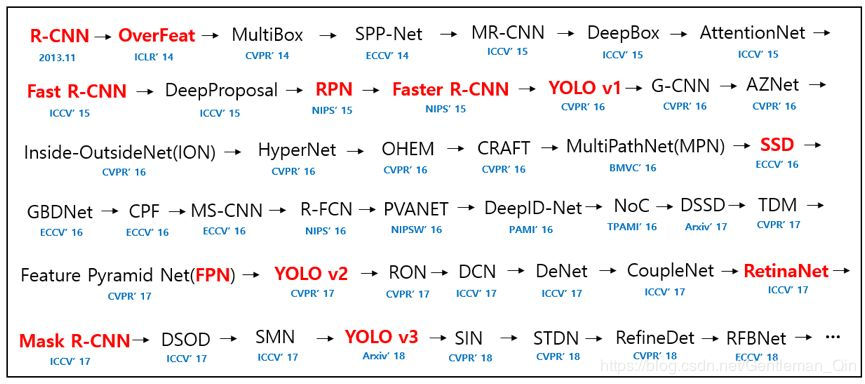 R-CNN → OverFeat → MultiBox → SPP-Net → MR-CNN → DeepBox → AttentionNet →
2013.11 ICLR' 14 CVPR' 14 ECCV' 14 ICCV' 15 ICCV' 15 ICCV' 15
Fast R-CNN → DeepProposal → RPN → Faster R-CNN → YOLO v1 → G-CNN → AZNet →
ICCV' 15 ICCV' 15 NIPS' 15 NIPS' 15 CVPR' 16 CVPR' 16 CVPR' 16
Inside-OutsideNet(ION) → HyperNet → OHEM → CRAFT → MultiPathNet(MPN) → SSD →
CVPR' 16 CVPR' 16 CVPR' 16 CVPR' 16 BMVC' 16 ECCV' 16
GBDNet → CPF → MS-CNN → R-FCN → PVANET → DeepID-Net → NoC → DSSD → TDM →
ECCV' 16 ECCV' 16 ECCV' 16 NIPS' 16 NIPSW' 16 PAMI' 16 TPAMI' 16 Arxiv' 17 CVPR' 17
Feature Pyramid Net(FPN) → YOLO v2 → RON → DCN → DeNet → CoupleNet → RetinaNet →
CVPR' 17 CVPR' 17 CVPR' 17 ICCV' 17 ICCV' 17 ICCV' 17 ICCV' 17
Mask R-CNN → DSOD → SMN → YOLO v3 → SIN → STDN → RefineDet → RFBNet → ⋯
ICCV' 17 ICCV' 17 ICCV' 17 Arxiv' 18 CVPR' 18 CVPR' 18 CVPR' 18 ECCV' 18
https://blog.csdn.net/Gentleman_Qin